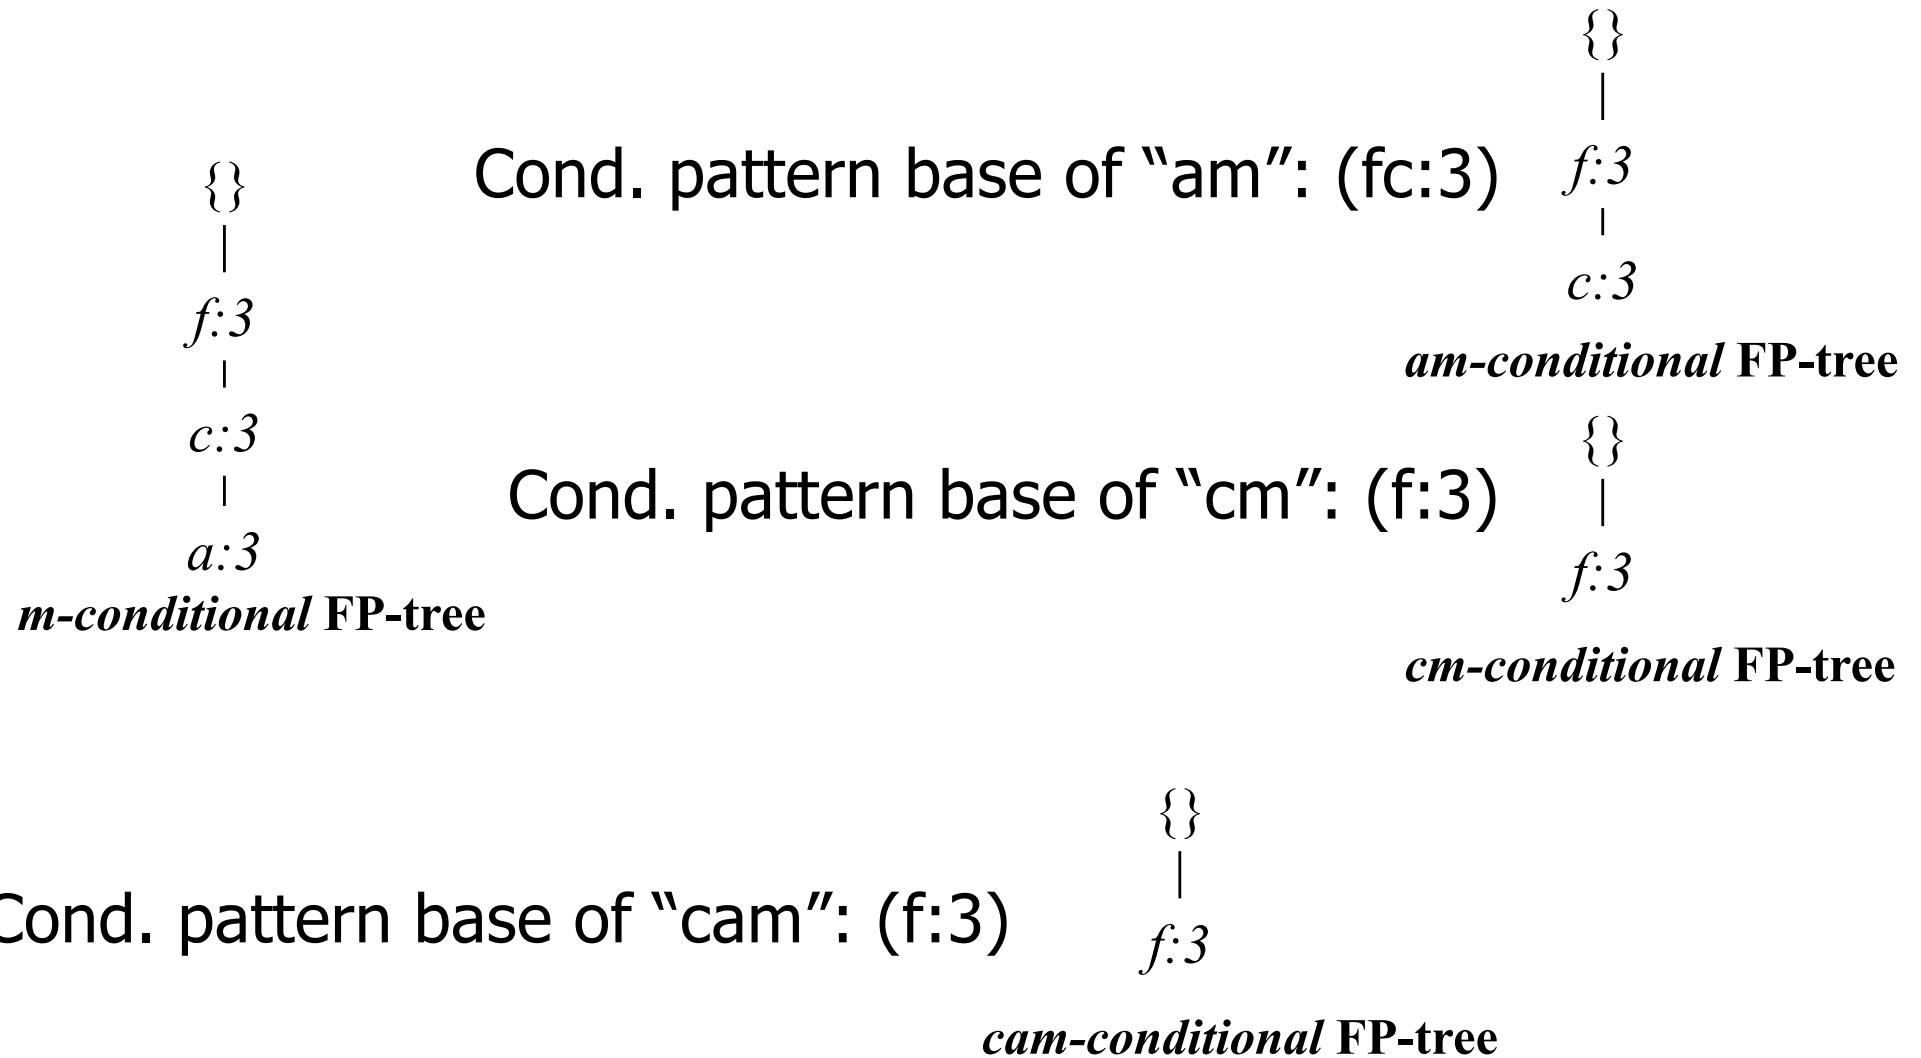 {}
|
f:3
|
c:3
|
a:3
m-conditional FP-tree
Cond. pattern base of “am”: (fc:3)
{}
|
f:3
|
c:3
am-conditional FP-tree
Cond. pattern base of “cm”: (f:3)
{}
|
f:3
cm-conditional FP-tree
Cond. pattern base of “cam”: (f:3)
{}
|
f:3
cam-conditional FP-tree